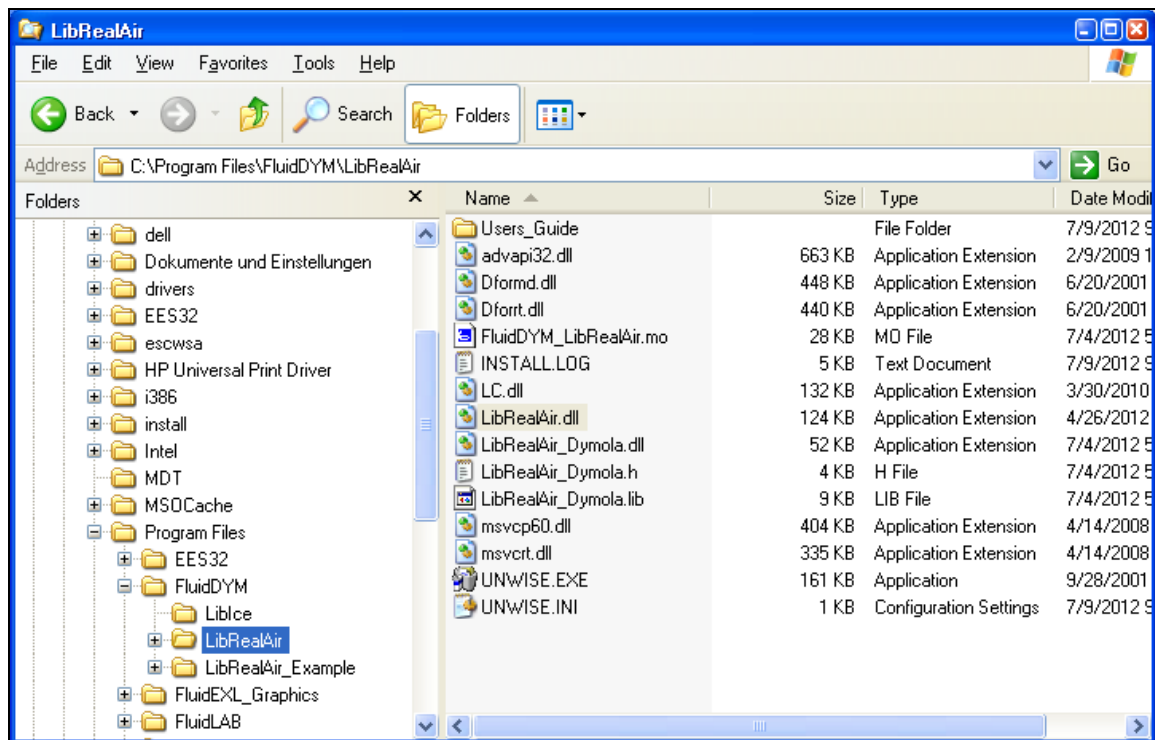 LibRealAir
File Edit View Favorites Tools Help
Back Search Folders
Address C:\Program Files\FluidDYM\LibRealAir Go
Folders
dell
Dokumente und Einstellungen
drivers
EES32
escwsa
HP Universal Print Driver
i386
install
Intel
MDT
MSOCache
Program Files
EES32
FluidDYM
LibIce
LibRealAir
LibRealAir_Example
FluidEXL_Graphics
FluidLAB
Name Size Type Date Modi
Users_Guide File Folder 7/9/2012 9
advapi32.dll 663 KB Application Extension 2/9/2009 1
Dformd.dll 448 KB Application Extension 6/20/2001
Dforrt.dll 440 KB Application Extension 6/20/2001
FluidDYM_LibRealAir.mo 28 KB MO File 7/4/2012 5
INSTALL.LOG 5 KB Text Document 7/9/2012 9
LC.dll 132 KB Application Extension 3/30/2010
LibRealAir.dll 124 KB Application Extension 4/26/2012
LibRealAir_Dymola.dll 52 KB Application Extension 7/4/2012 5
LibRealAir_Dymola.h 4 KB H File 7/4/2012 5
LibRealAir_Dymola.lib 9 KB LIB File 7/4/2012 5
msvcp60.dll 404 KB Application Extension 4/14/2008
msvcrt.dll 335 KB Application Extension 4/14/2008
UNWISE.EXE 161 KB Application 9/28/2001
UNWISE.INI 1 KB Configuration Settings 7/9/2012 9